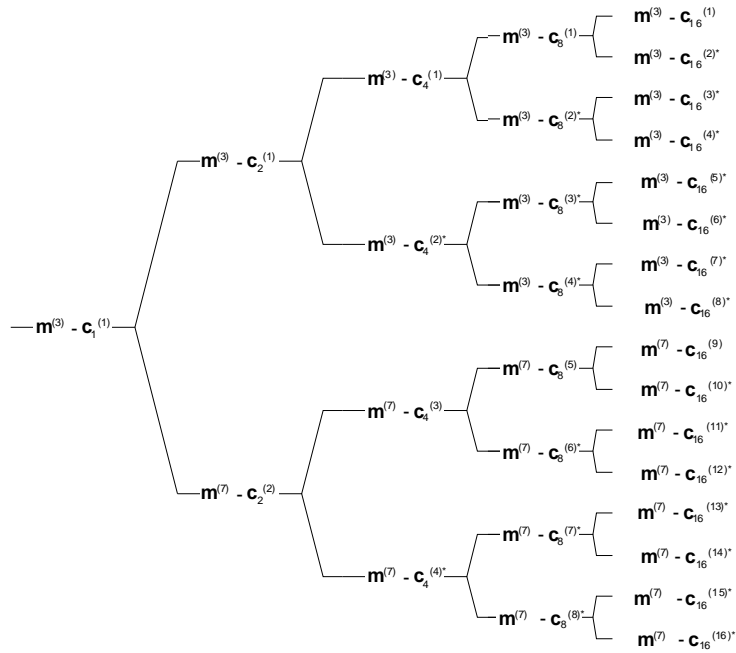 m(3) - c16(1)
m(3) - c8(1)
m(3) - c16(2)*
m(3) - c4(1)
m(3) - c16(3)*
m(3) - c8(2)*
m(3) - c16(4)*
m(3) - c2(1)
m(3) - c16(5)*
m(3) - c8(3)*
m(3) - c16(6)*
m(3) - c4(2)*
m(3) - c16(7)*
m(3) - c8(4)*
m(3) - c16(8)*
m(3) - c1(1)
m(7) - c16(9)
m(7) - c8(5)
m(7) - c16(10)*
m(7) - c4(3)
m(7) - c16(11)*
m(7) - c8(6)*
m(7) - c16(12)*
m(7) - c2(2)
m(7) - c16(13)*
m(7) - c8(7)*
m(7) - c16(14)*
m(7) - c4(4)*
m(7) - c16(15)*
m(7) - c8(8)*
m(7) - c16(16)*